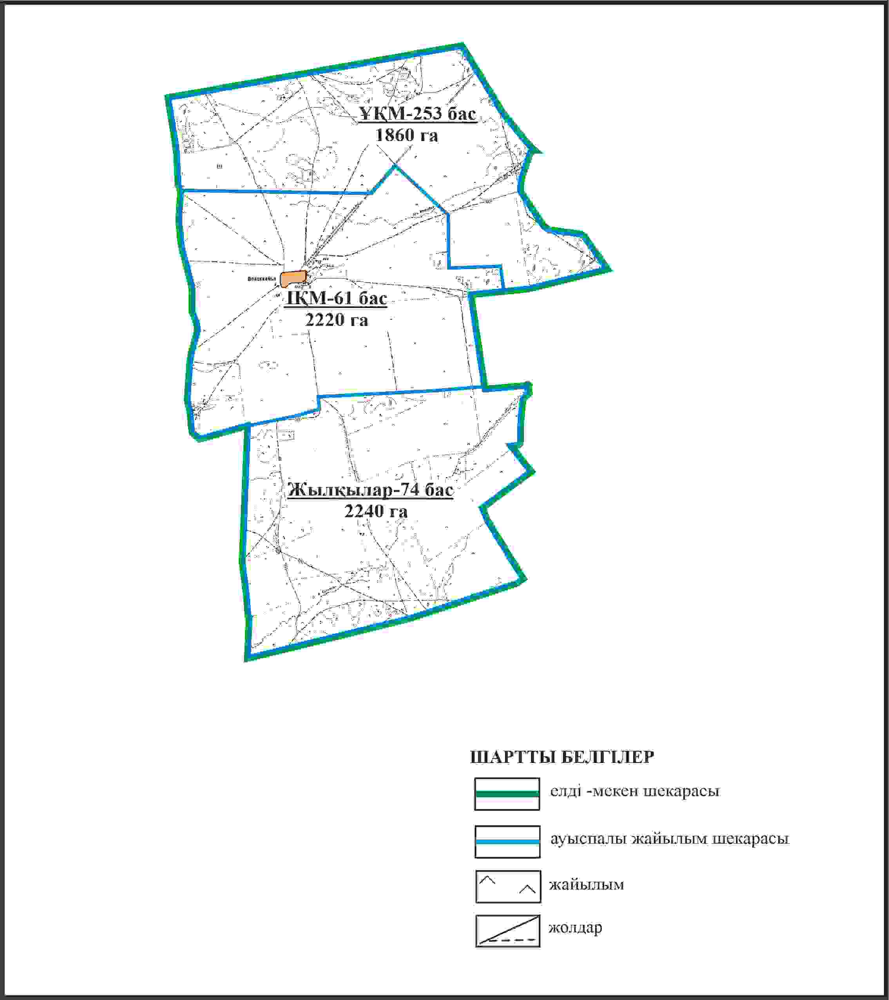 ҰҚМ-253 бас
1860 га
ІҚМ-61 бас
2220 га
Жылқылар-74 бас
2240 га
ШАРТТЫ БЕЛГІЛЕР
елді -мекен шекарасы
ауыспалы жайылым шекарасы
жайылым
жолдар